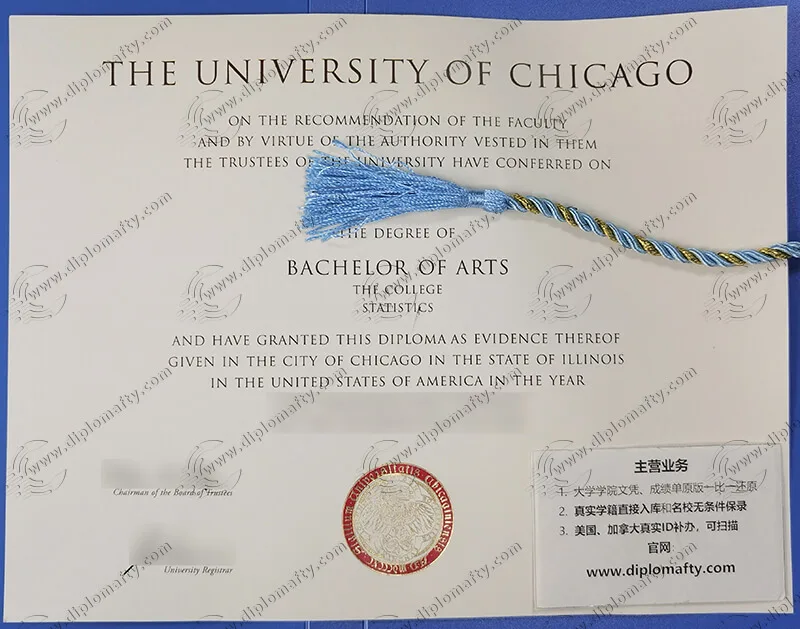 THE UNIVERSITY OF CHICAGO
ON THE RECOMMENDATION OF THE FACULTY
AND BY VIRTUE OF THE AUTHORITY VESTED IN THEM
THE TRUSTEES OF THE UNIVERSITY HAVE CONFERRED ON
THE DEGREE OF
BACHELOR OF ARTS
THE COLLEGE
STATISTICS
AND HAVE GRANTED THIS DIPLOMA AS EVIDENCE THEREOF
GIVEN IN THE CITY OF CHICAGO IN THE STATE OF ILLINOIS
IN THE UNITED STATES OF AMERICA IN THE YEAR
Chairman of the Board of Trustees
University Registrar
主营业务
1. 大学学院文凭、成绩单原版一比一还原
2. 真实学籍直接入库和名校无条件保录
3. 美国、加拿大真实ID补办，可扫描
官网:
www.diplomafty.com
www.diplomafty.com